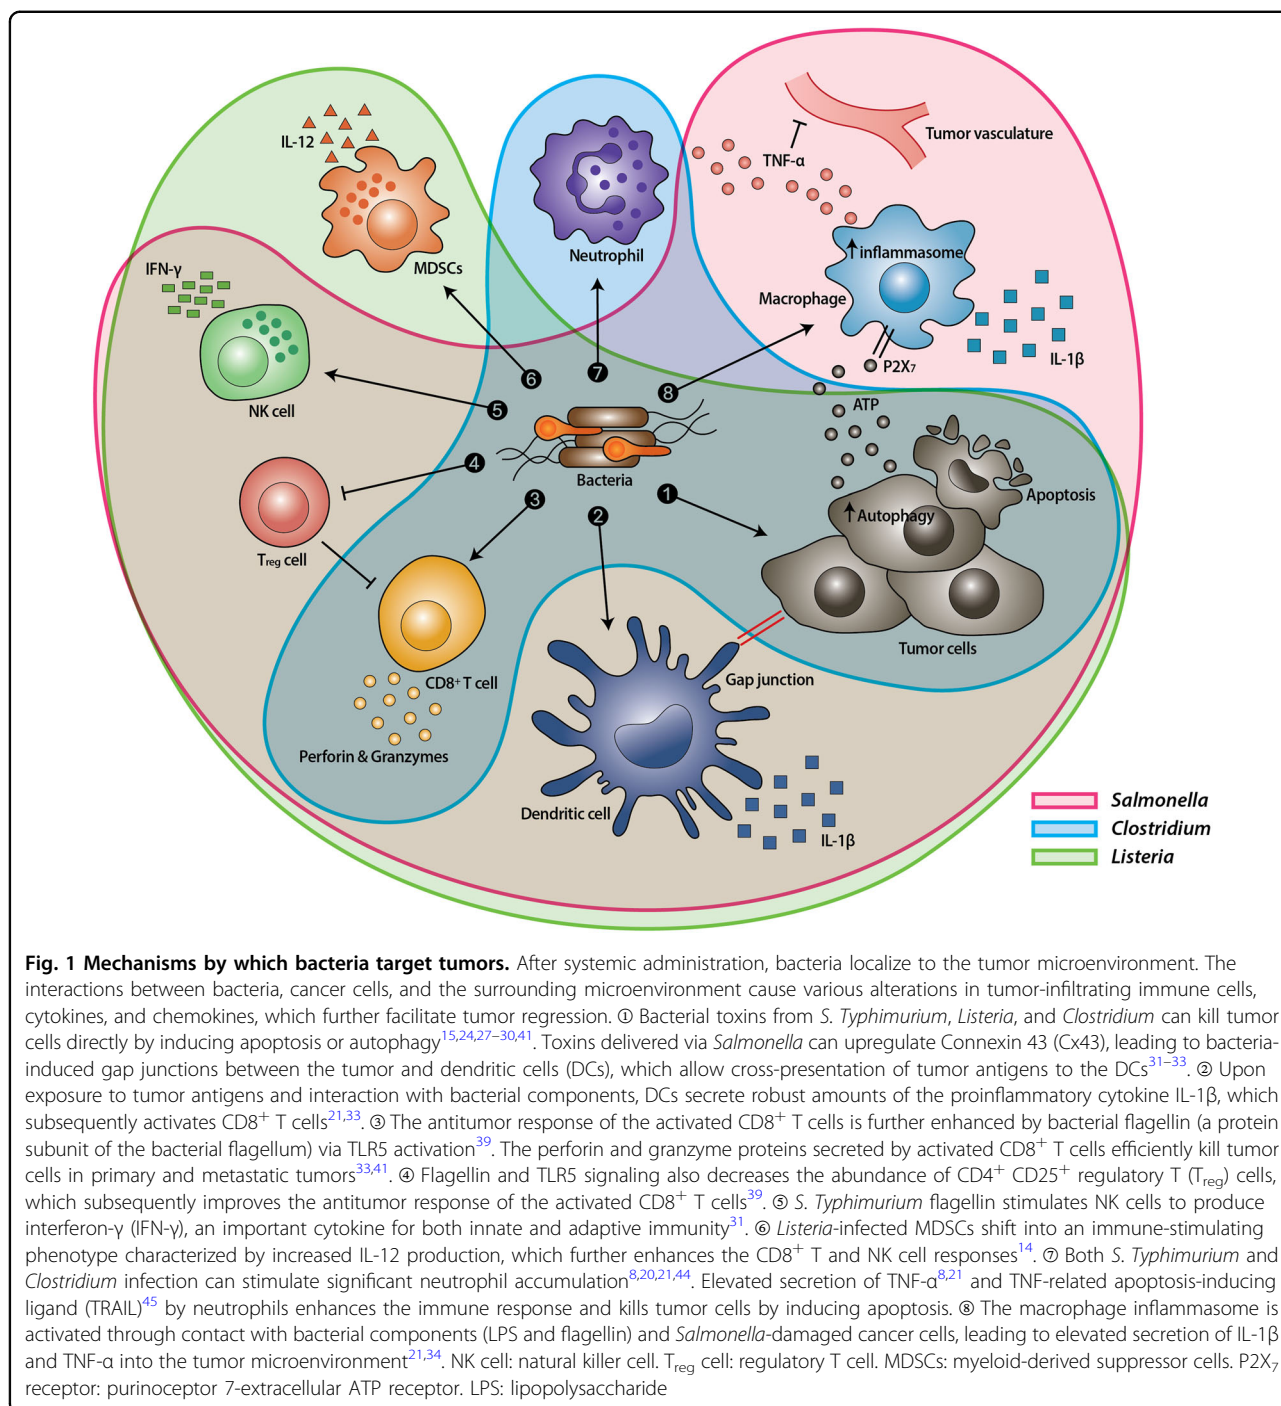 IL-12
MDSCs
Neutrophil
Tumor vasculature
TNF-α
inflammasome
Macrophage
IL-1β
P2X7
ATP
IFN-γ
NK cell
7
6
8
5
4
3
2
1
Bacteria
Apoptosis
Autophagy
Treg cell
Tumor cells
Gap junction
CD8+ T cell
Perforin & Granzymes
Dendritic cell
IL-1β
Salmonella
Clostridium
Listeria
Fig. 1 Mechanisms by which bacteria target tumors. After systemic administration, bacteria localize to the tumor microenvironment. The
interactions between bacteria, cancer cells, and the surrounding microenvironment cause various alterations in tumor-infiltrating immune cells,
cytokines, and chemokines, which further facilitate tumor regression. ① Bacterial toxins from S. Typhimurium, Listeria, and Clostridium can kill tumor
cells directly by inducing apoptosis or autophagy15,24,27–30,41. Toxins delivered via Salmonella can upregulate Connexin 43 (Cx43), leading to bacteria-
induced gap junctions between the tumor and dendritic cells (DCs), which allow cross-presentation of tumor antigens to the DCs31–33. ② Upon
exposure to tumor antigens and interaction with bacterial components, DCs secrete robust amounts of the proinflammatory cytokine IL-1β, which
subsequently activates CD8+ T cells21,33. ③ The antitumor response of the activated CD8+ T cells is further enhanced by bacterial flagellin (a protein
subunit of the bacterial flagellum) via TLR5 activation39. The perforin and granzyme proteins secreted by activated CD8+ T cells efficiently kill tumor
cells in primary and metastatic tumors33,41. ④ Flagellin and TLR5 signaling also decreases the abundance of CD4+ CD25+ regulatory T (Treg) cells,
which subsequently improves the antitumor response of the activated CD8+ T cells39. ⑤ S. Typhimurium flagellin stimulates NK cells to produce
interferon-γ (IFN-γ), an important cytokine for both innate and adaptive immunity31. ⑥ Listeria-infected MDSCs shift into an immune-stimulating
phenotype characterized by increased IL-12 production, which further enhances the CD8+ T and NK cell responses14. ⑦ Both S. Typhimurium and
Clostridium infection can stimulate significant neutrophil accumulation8,20,21,44. Elevated secretion of TNF-α8,21 and TNF-related apoptosis-inducing
ligand (TRAIL)45 by neutrophils enhances the immune response and kills tumor cells by inducing apoptosis. ⑧ The macrophage inflammasome is
activated through contact with bacterial components (LPS and flagellin) and Salmonella-damaged cancer cells, leading to elevated secretion of IL-1β
and TNF-α into the tumor microenvironment21,34. NK cell: natural killer cell. Treg cell: regulatory T cell. MDSCs: myeloid-derived suppressor cells. P2X7
receptor: purinoceptor 7-extracellular ATP receptor. LPS: lipopolysaccharide